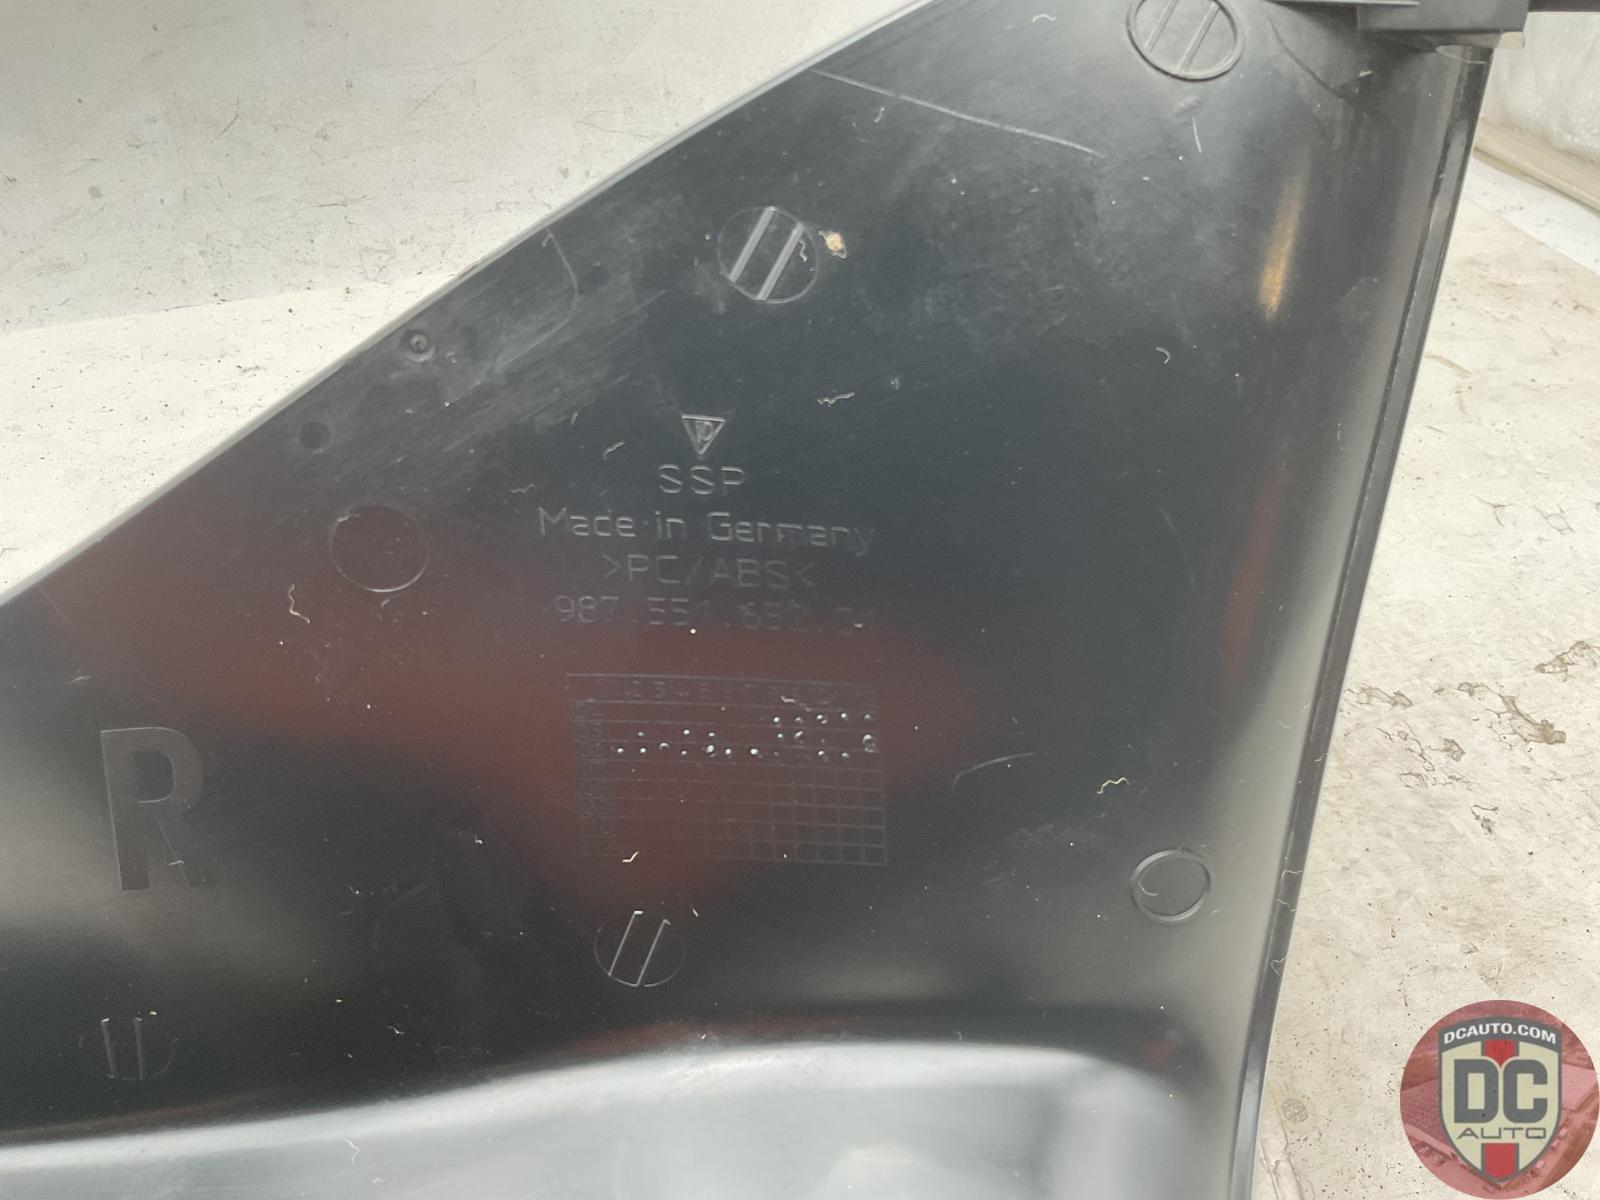 SSP
Made in Germany
>PC/ABS<
987.551.552.01
R
DCAUTO.COM
DC
AUTO